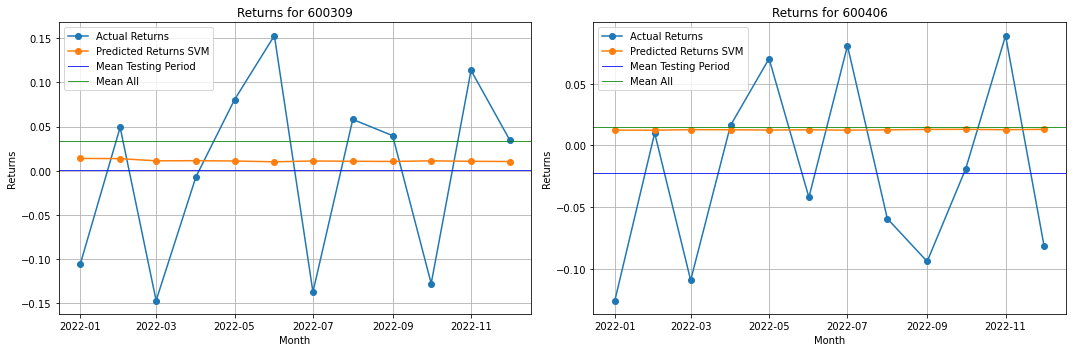 Returns for 600309
Actual Returns
Predicted Returns SVM
Mean Testing Period
Mean All
0.15
0.10
0.05
0.00
−0.05
−0.10
−0.15
Returns
2022-01 2022-03 2022-05 2022-07 2022-09 2022-11
Month
Returns for 600406
Actual Returns
Predicted Returns SVM
Mean Testing Period
Mean All
0.05
0.00
−0.05
−0.10
Returns
2022-01 2022-03 2022-05 2022-07 2022-09 2022-11
Month